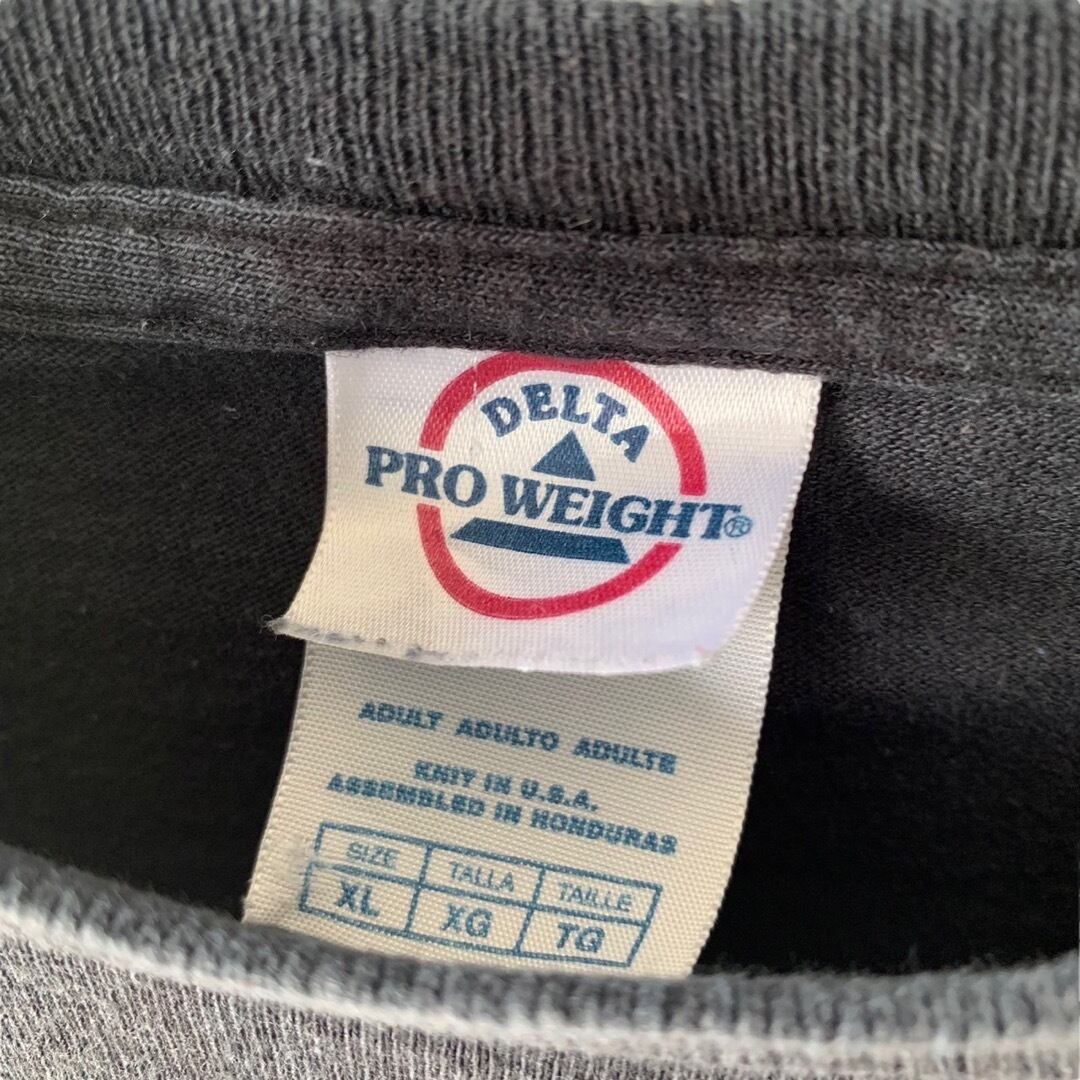 DELTA
PRO WEIGHT®
ADULT ADULTO ADULTE
KNIT IN U.S.A.
ASSEMBLED IN HONDURAS
SIZE TALLA TAILLE
XL XG TG